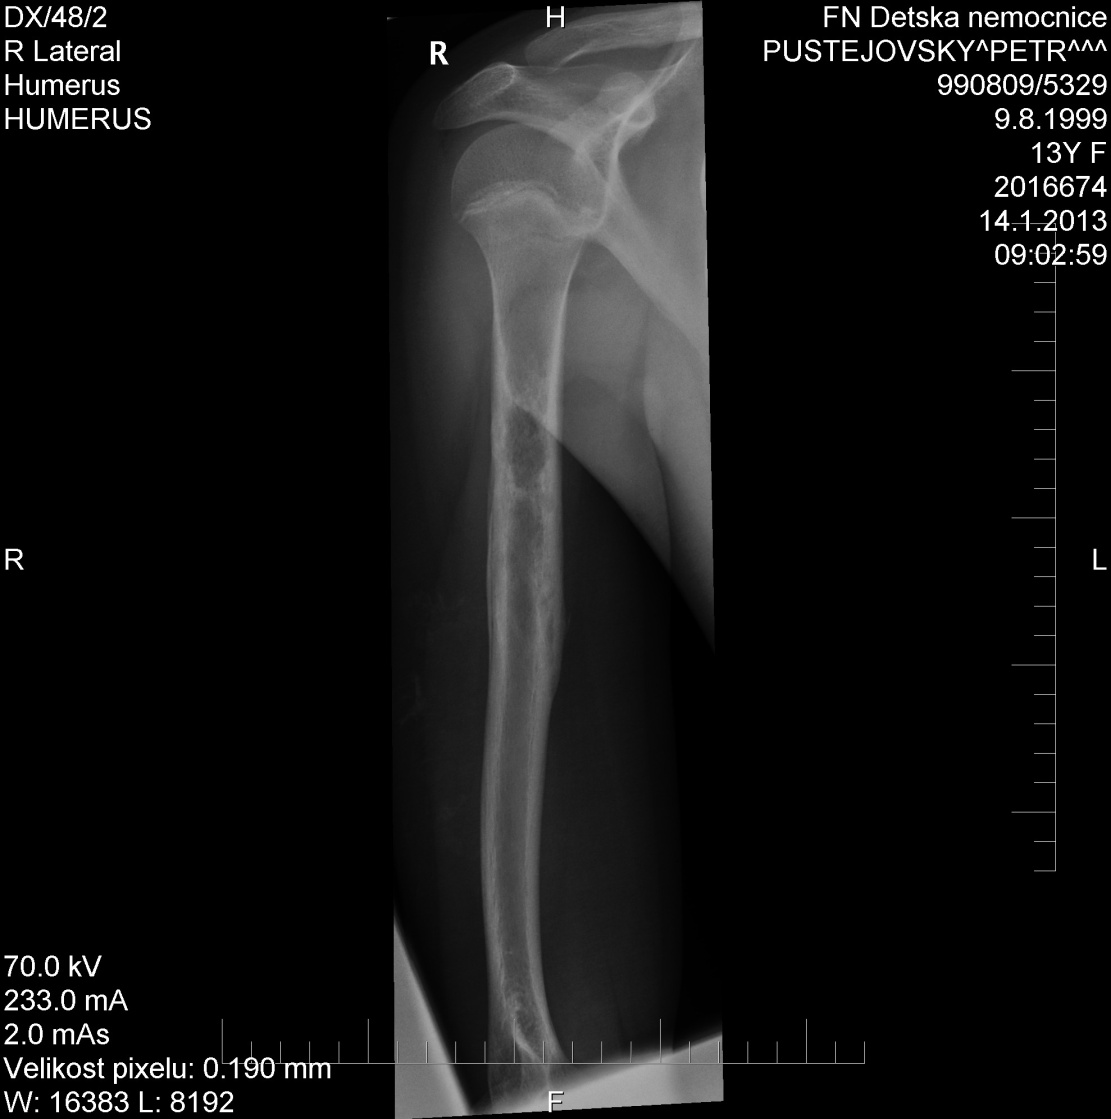 DX/48/2
R Lateral
Humerus
HUMERUS
H
R
FN Detska nemocnice
PUSTEJOVSKY^PETR^^^
990809/5329
9.8.1999
13Y F
2016674
14.1.2013
09:02:59
R
L
70.0 kV
233.0 mA
2.0 mAs
Velikost pixelu: 0.190 mm
W: 16383 L: 8192
F